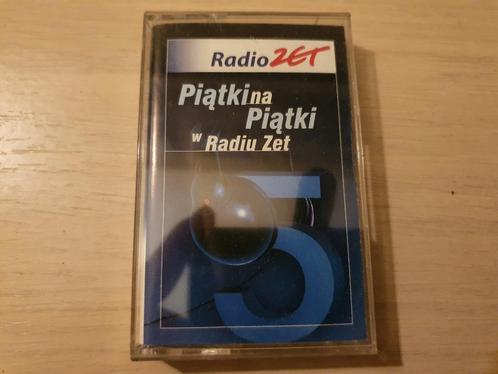 Radio ZET
Piątki na
Piątki
w Radiu Zet
5